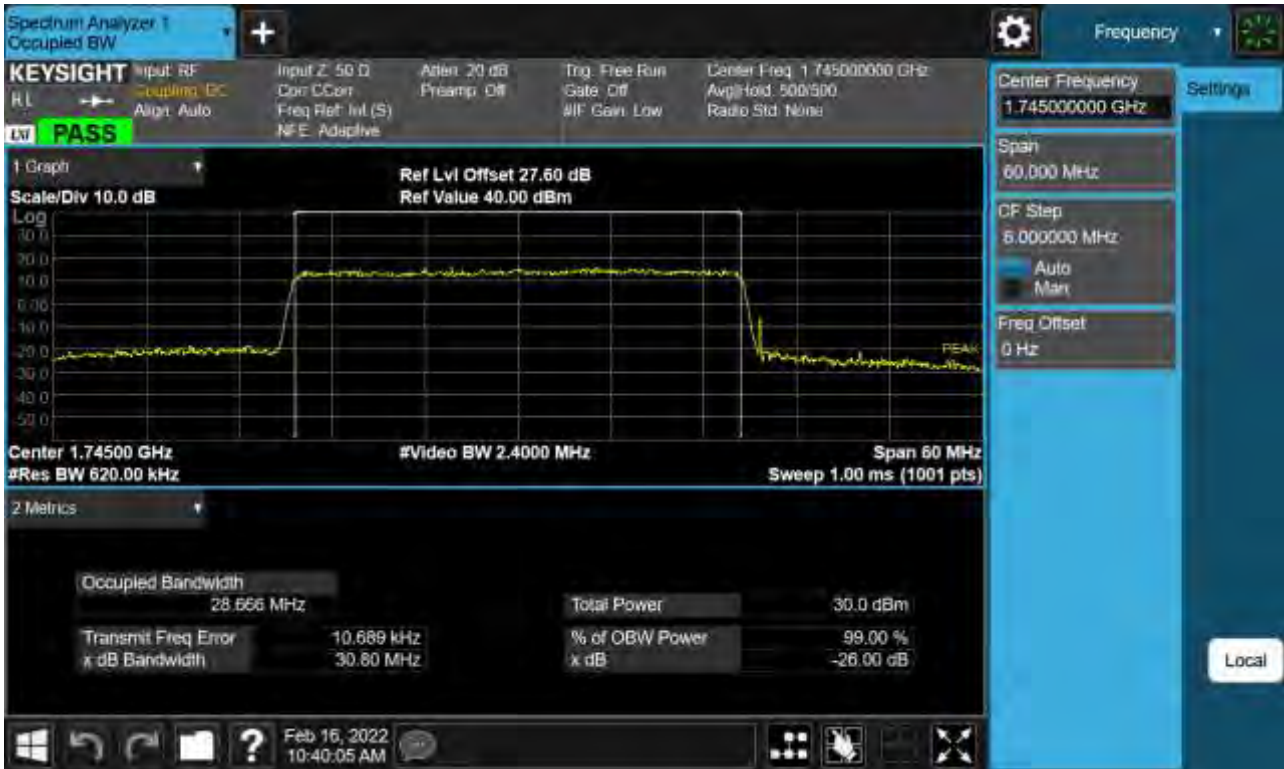 Spectrum Analyzer 1
Occupied BW
+
Frequency
KEYSIGHT
Input: RF
Coupling: DC
Align: Auto
Input Z: 50 Ω
Corr CCorr
Freq Ref: Int (S)
NFE: Adaptive
Atten: 20 dB
Preamp: Off
Trig: Free Run
Gate: Off
#IF Gain: Low
Center Freq: 1.745000000 GHz
Avg|Hold: 500/500
Radio Std: None
PASS
1 Graph
Scale/Div 10.0 dB
Ref Lvl Offset 27.60 dB
Ref Value 40.00 dBm
Log
30.0
20.0
10.0
0.00
-10.0
-20.0
-30.0
-40.0
-50.0
PEAK
Center 1.74500 GHz
#Video BW 2.4000 MHz
Span 60 MHz
#Res BW 620.00 kHz
Sweep 1.00 ms (1001 pts)
2 Metrics
Occupied Bandwidth
28.666 MHz
Total Power 30.0 dBm
Transmit Freq Error 10.689 kHz
% of OBW Power 99.00 %
x dB Bandwidth 30.80 MHz
x dB -26.00 dB
Center Frequency
1.745000000 GHz
Settings
Span
60.000 MHz
CF Step
6.000000 MHz
Auto
Man
Freq Offset
0 Hz
Local
?
Feb 16, 2022
10:40:05 AM